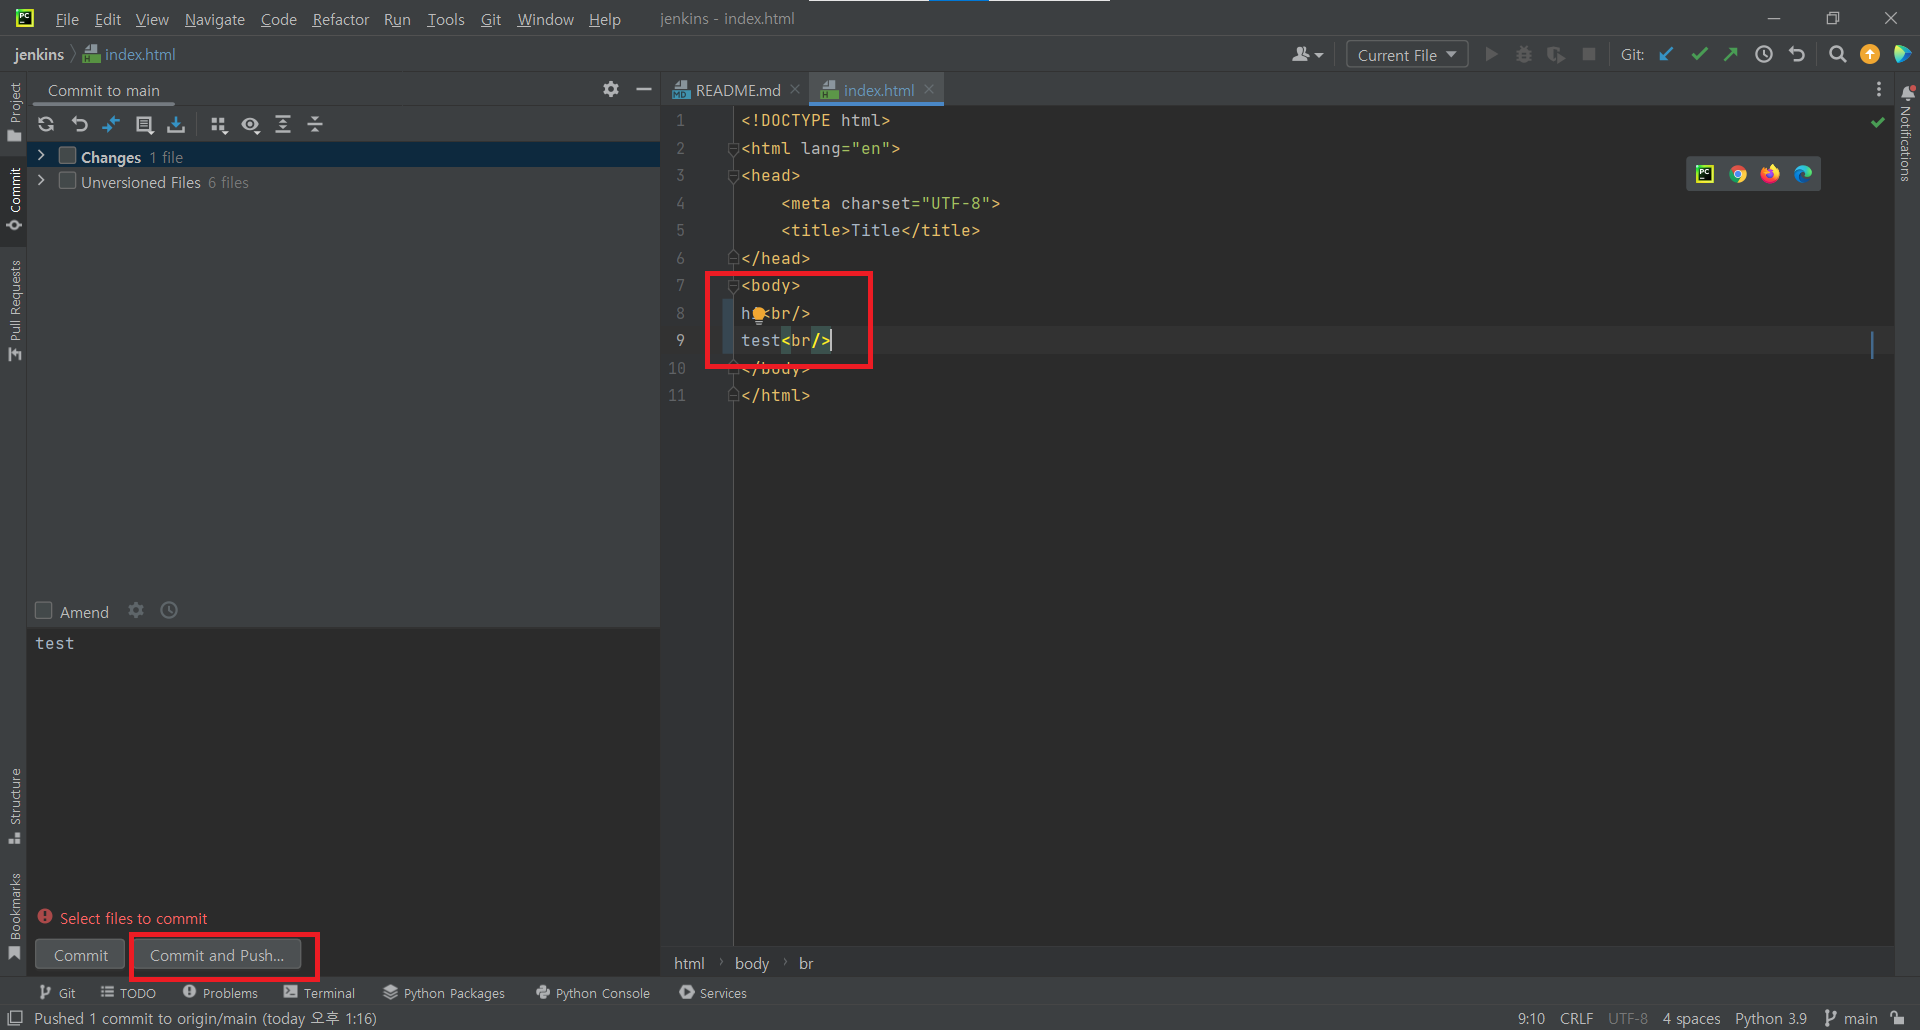 PC File Edit View Navigate Code Refactor Run Tools Git Window Help jenkins - index.html
jenkins index.html Current File Git:
Commit to main
README.md index.html
Project
Commit
Pull Requests
Structure
Bookmarks
Notifications
Changes 1 file
Unversioned Files 6 files
Amend
test
Select files to commit
Commit Commit and Push...
1 <!DOCTYPE html>
2 <html lang="en">
3 <head>
4 <meta charset="UTF-8">
5 <title>Title</title>
6 </head>
7 <body>
8 <br/>
9 test<br/>
10 </body>
11 </html>
html body br
Git TODO Problems Terminal Python Packages Python Console Services
Pushed 1 commit to origin/main (today 오후 1:16) 9:10 CRLF UTF-8 4 spaces Python 3.9 main